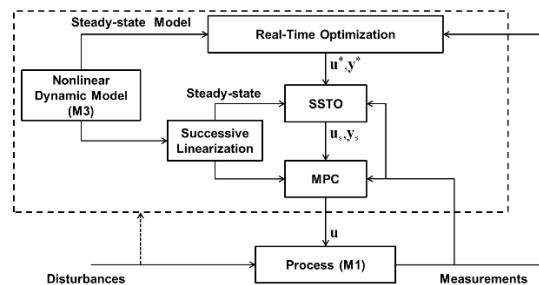 Steady-state Model
Real-Time Optimization
u*,y*
Nonlinear
Dynamic Model
(M3)
Steady-state
SSTO
Successive
Linearization
uₛ,yₛ
MPC
u
Process (M1)
Disturbances
Measurements